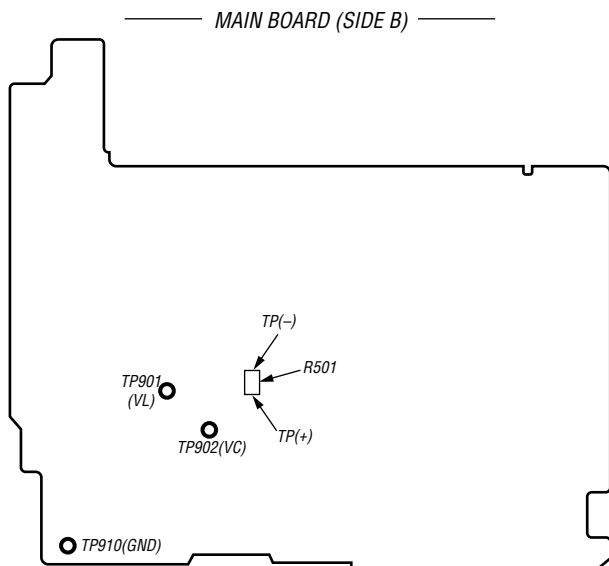 MAIN BOARD (SIDE B)
TP(–)
R501
TP901
(VL)
TP(+)
TP902(VC)
TP910(GND)